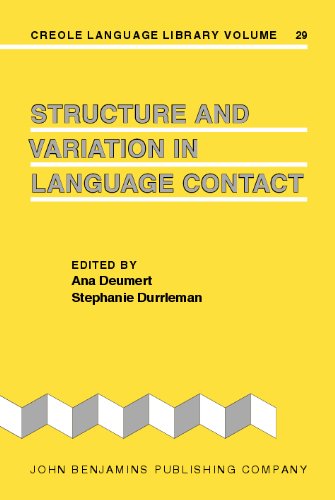 CREOLE LANGUAGE LIBRARY VOLUME 29
STRUCTURE AND
VARIATION IN
LANGUAGE CONTACT
EDITED BY
Ana Deumert
Stephanie Durrleman
JOHN BENJAMINS PUBLISHING COMPANY